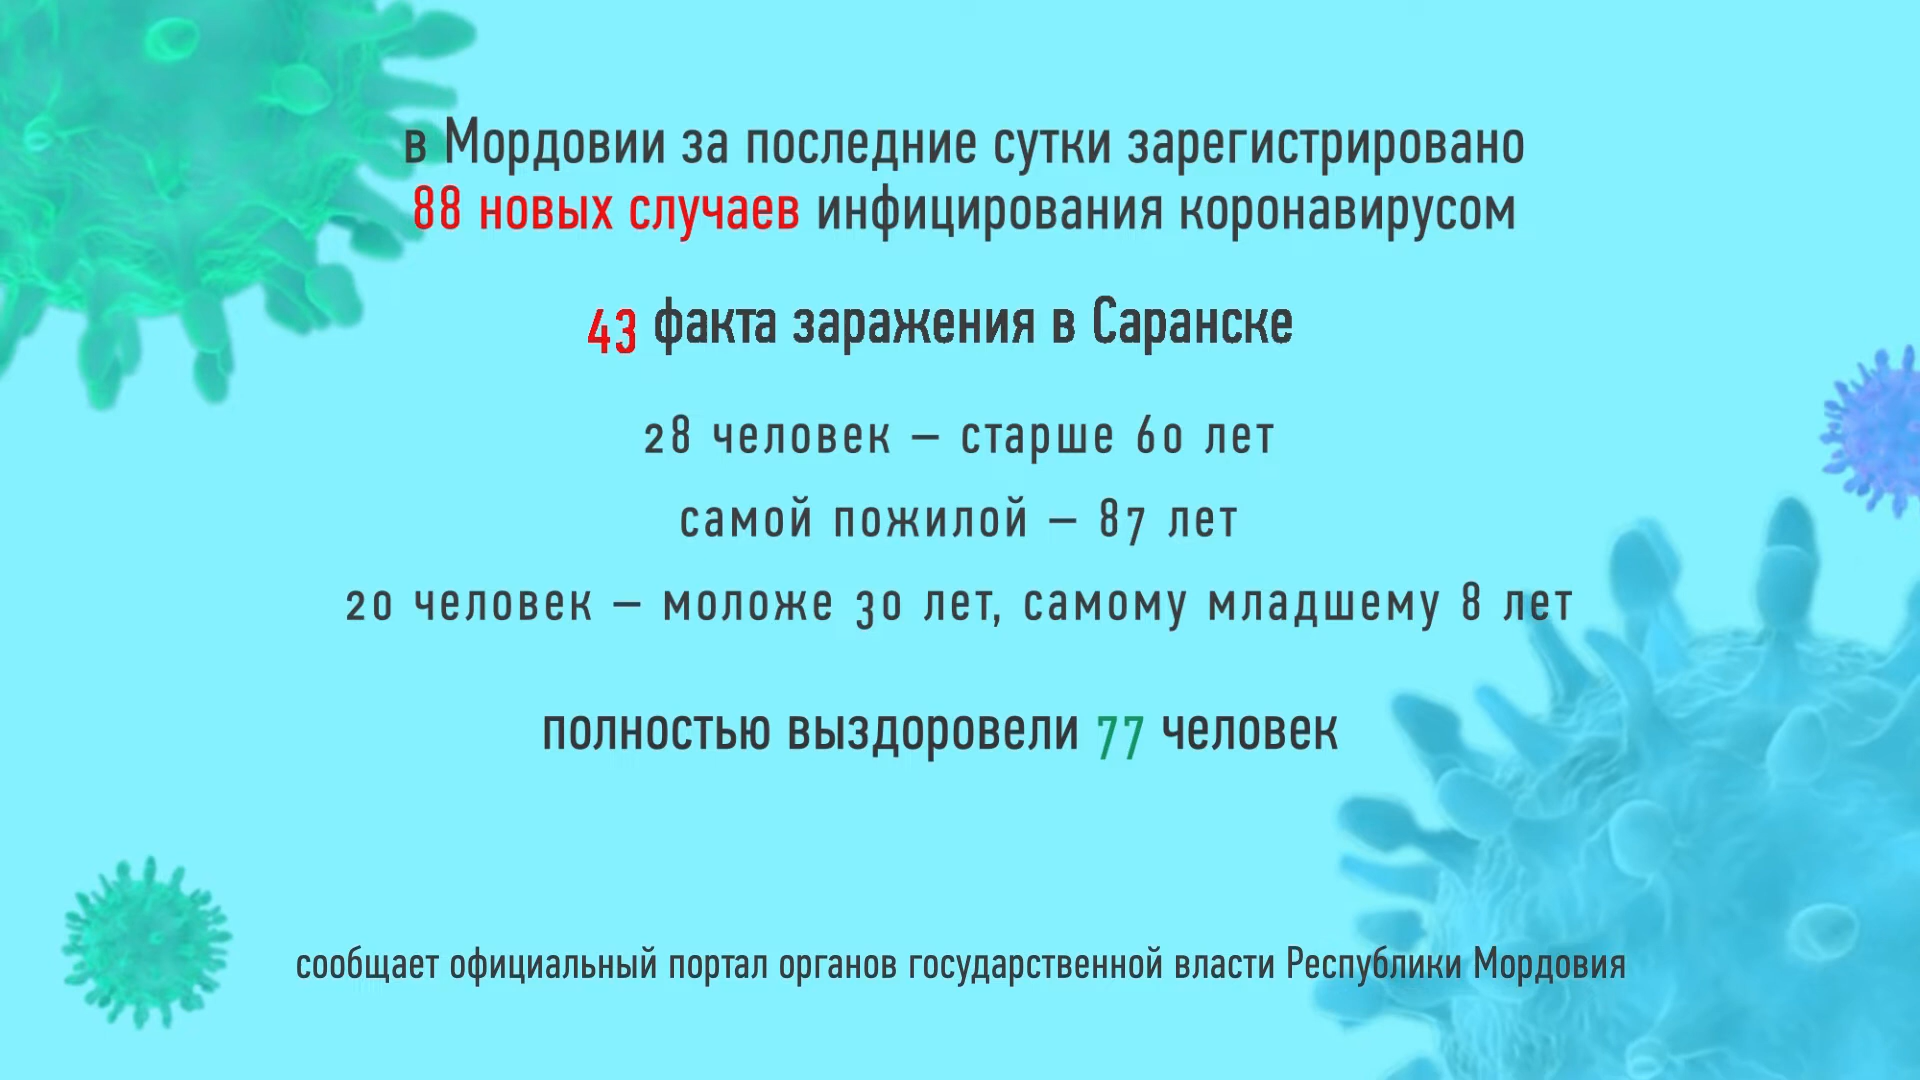 в Мордовии за последние сутки зарегистрировано
88 новых случаев инфицирования коронавирусом
43 факта заражения в Саранске
28 человек – старше 60 лет
самой пожилой – 87 лет
20 человек – моложе 30 лет, самому младшему 8 лет
полностью выздоровели 77 человек
сообщает официальный портал органов государственной власти Республики Мордовия